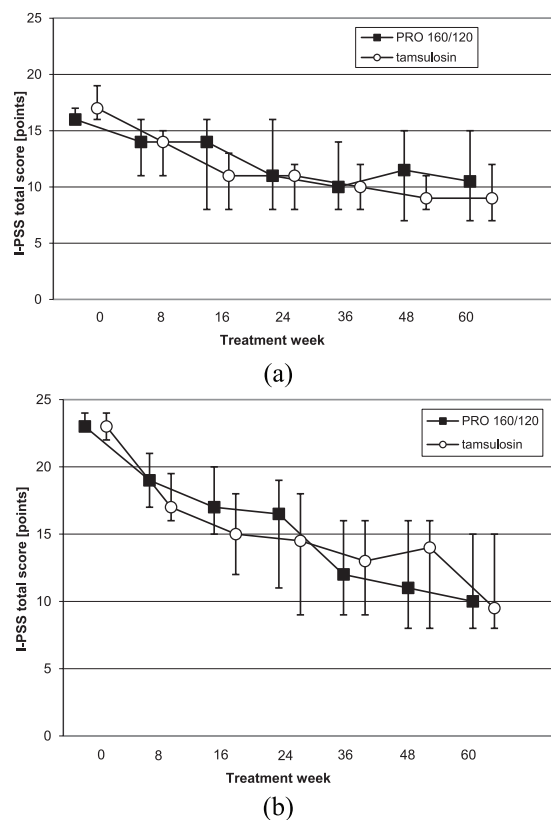 25
PRO 160/120
tamsulosin
20
15
10
5
0
I-PSS total score [points]
0 8 16 24 36 48 60
Treatment week
(a)
25
PRO 160/120
tamsulosin
20
15
10
5
0
I-PSS total score [points]
0 8 16 24 36 48 60
Treatment week
(b)